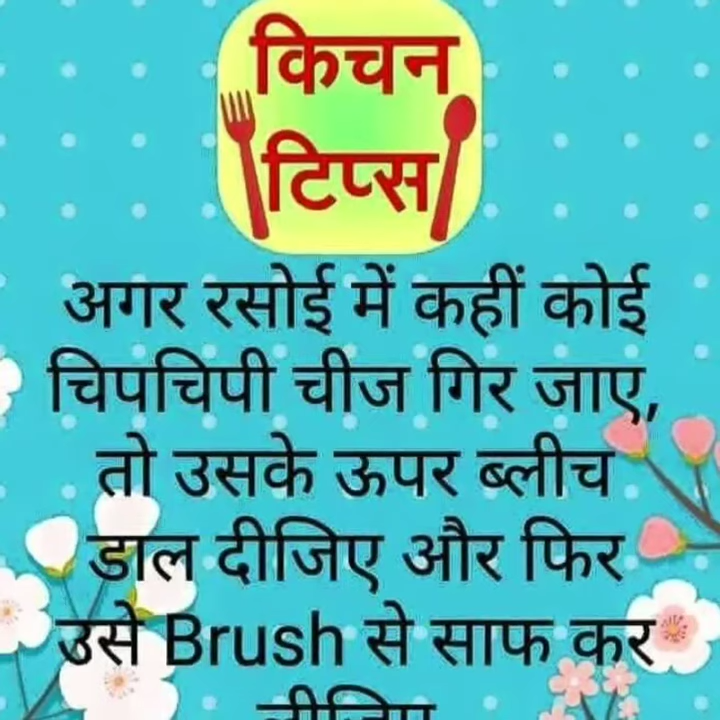 किचन
टिप्स
अगर रसोई में कहीं कोई
चिपचिपी चीज गिर जाए,
तो उसके ऊपर ब्लीच
डाल दीजिए और फिर
उसे Brush से साफ कर
लीजिए